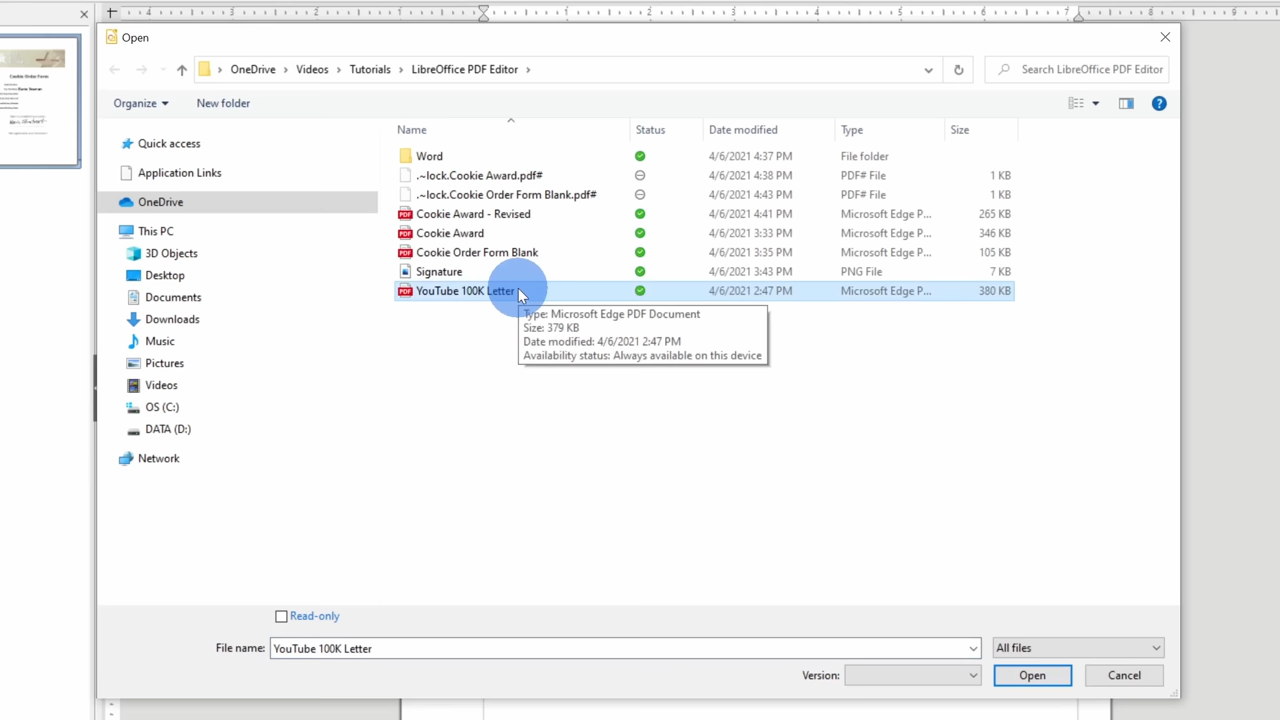 Open
OneDrive > Videos > Tutorials > LibreOffice PDF Editor >
Search LibreOffice PDF Editor
Organize New folder
Name Status Date modified Type Size
Quick access
Application Links
OneDrive
This PC
3D Objects
Desktop
Documents
Downloads
Music
Pictures
Videos
OS (C:)
DATA (D:)
Network
Word 4/6/2021 4:37 PM File folder
.~lock.Cookie Award.pdf# 4/6/2021 4:38 PM PDF# File 1 KB
.~lock.Cookie Order Form Blank.pdf# 4/6/2021 4:43 PM PDF# File 1 KB
Cookie Award - Revised 4/6/2021 4:41 PM Microsoft Edge P... 265 KB
Cookie Award 4/6/2021 3:33 PM Microsoft Edge P... 346 KB
Cookie Order Form Blank 4/6/2021 3:35 PM Microsoft Edge P... 105 KB
Signature 4/6/2021 3:43 PM PNG File 7 KB
YouTube 100K Letter 4/6/2021 2:47 PM Microsoft Edge P... 380 KB
Type: Microsoft Edge PDF Document
Size: 379 KB
Date modified: 4/6/2021 2:47 PM
Availability status: Always available on this device
Read-only
File name: YouTube 100K Letter All files
Version: Open Cancel
Cookie Order Form